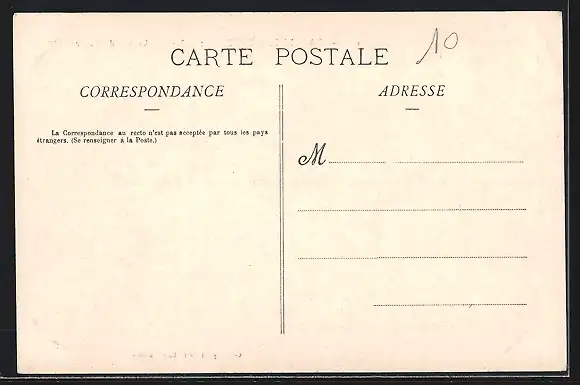 CARTE POSTALE
10
CORRESPONDANCE
ADRESSE
La Correspondance au recto n'est pas acceptée par tous les pays
étrangers. (Se renseigner à la Poste.)
M